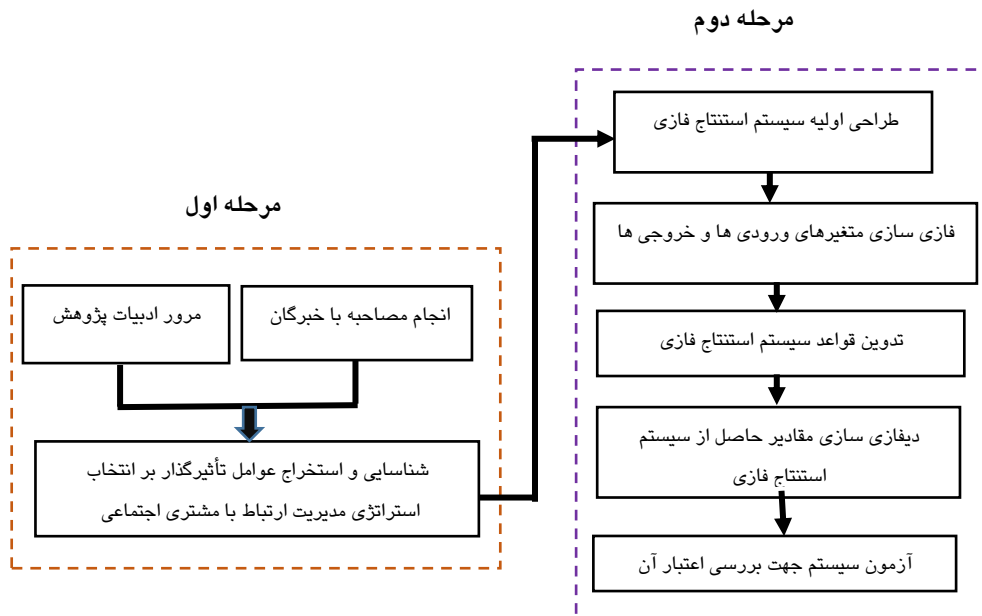 مرحله اول
انجام مصاحبه با خبرگان
مرور ادبیات پژوهش
شناسایی و استخراج عوامل تأثیرگذار بر انتخاب
استراتژی مدیریت ارتباط با مشتری اجتماعی
مرحله دوم
طراحی اولیه سیستم استنتاج فازی
فازی سازی متغیرهای ورودی ها و خروجی ها
تدوین قواعد سیستم استنتاج فازی
دیفازی سازی مقادیر حاصل از سیستم
استنتاج فازی
آزمون سیستم جهت بررسی اعتبار آن